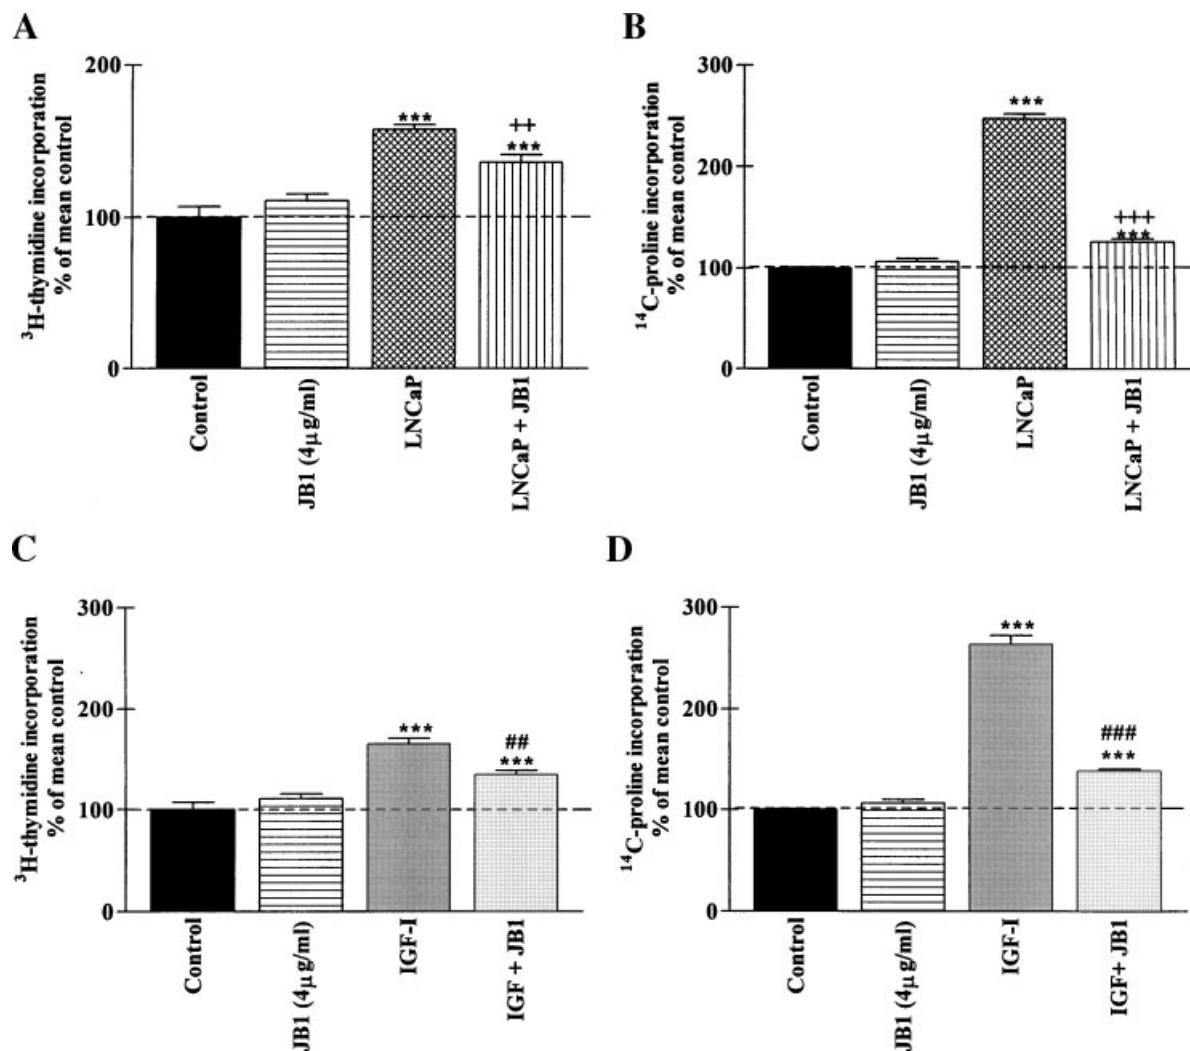 A
³H-thymidine incorporation
% of mean control
200
100
0
***
++
***
Control
JB1 (4μg/ml)
LNCaP
LNCaP + JB1
B
¹⁴C-proline incorporation
% of mean control
300
200
100
0
***
+++
***
Control
JB1 (4μg/ml)
LNCaP
LNCaP + JB1
C
³H-thymidine incorporation
% of mean control
300
200
100
0
***
##
***
Control
JB1 (4μg/ml)
IGF-I
IGF + JB1
D
¹⁴C-proline incorporation
% of mean control
300
200
100
0
***
###
***
Control
JB1 (4μg/ml)
IGF-I
IGF+ JB1